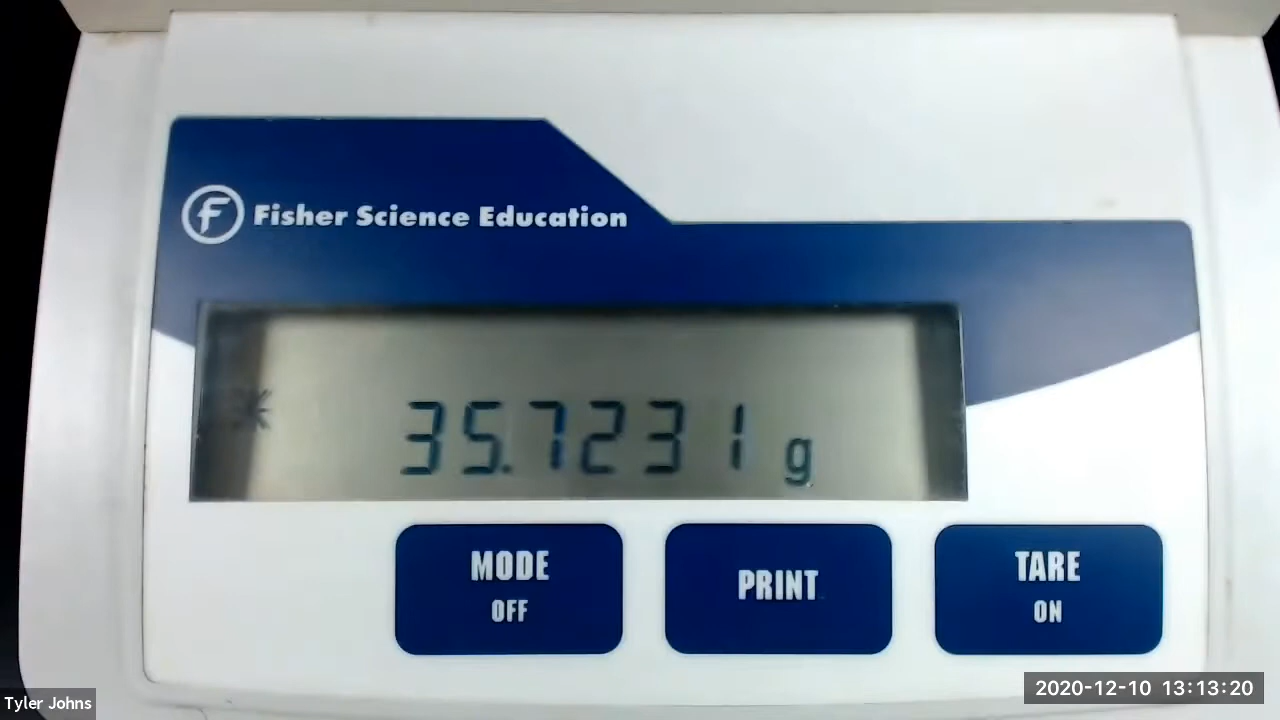 Fisher Science Education
* 35.7231 g
MODE
OFF
PRINT
TARE
ON
2020-12-10 13:13:20
Tyler Johns